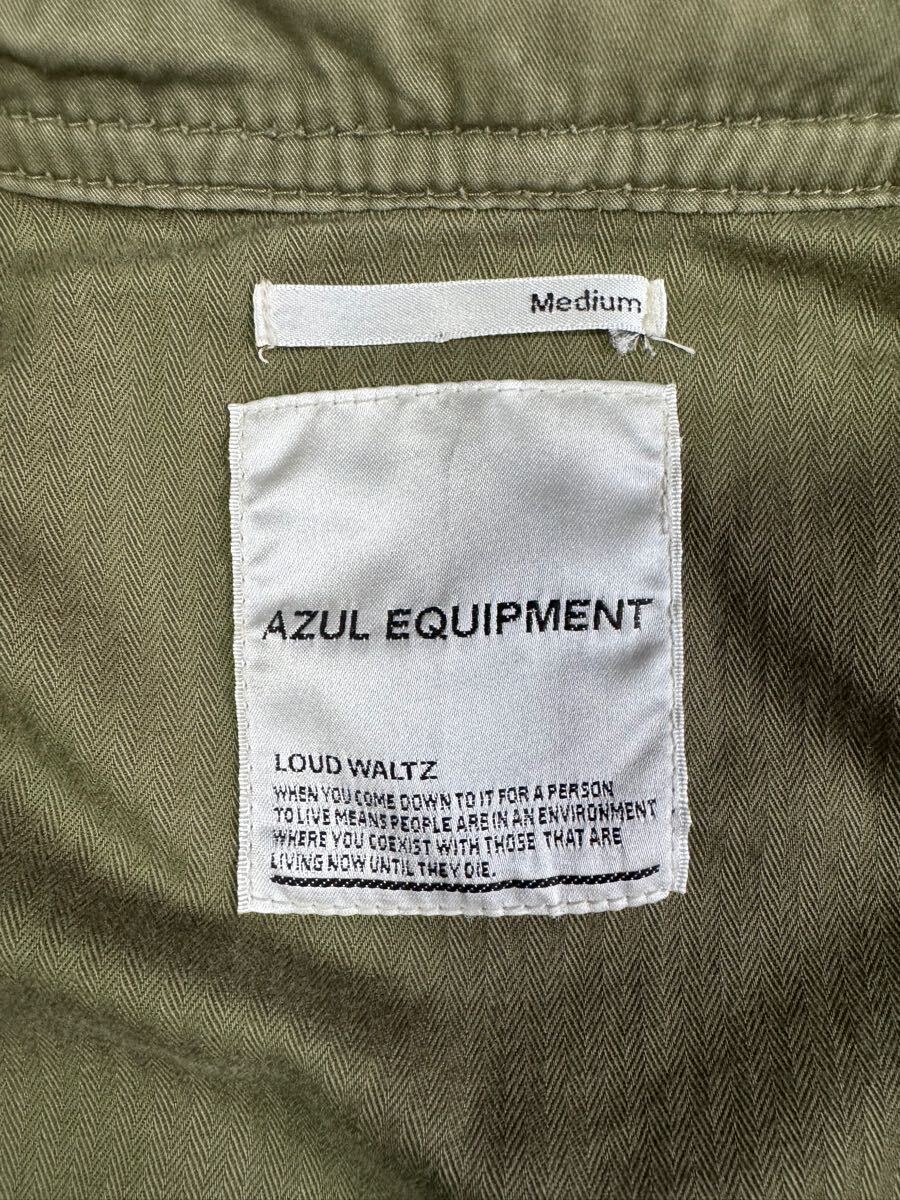 Medium
AZUL EQUIPMENT
LOUD WALTZ
WHEN YOU COME DOWN TO IT FOR A PERSON
TO LIVE MEANS PEOPLE ARE IN AN ENVIRONMENT
WHERE YOU COEXIST WITH THOSE THAT ARE
LIVING NOW UNTIL THEY DIE.